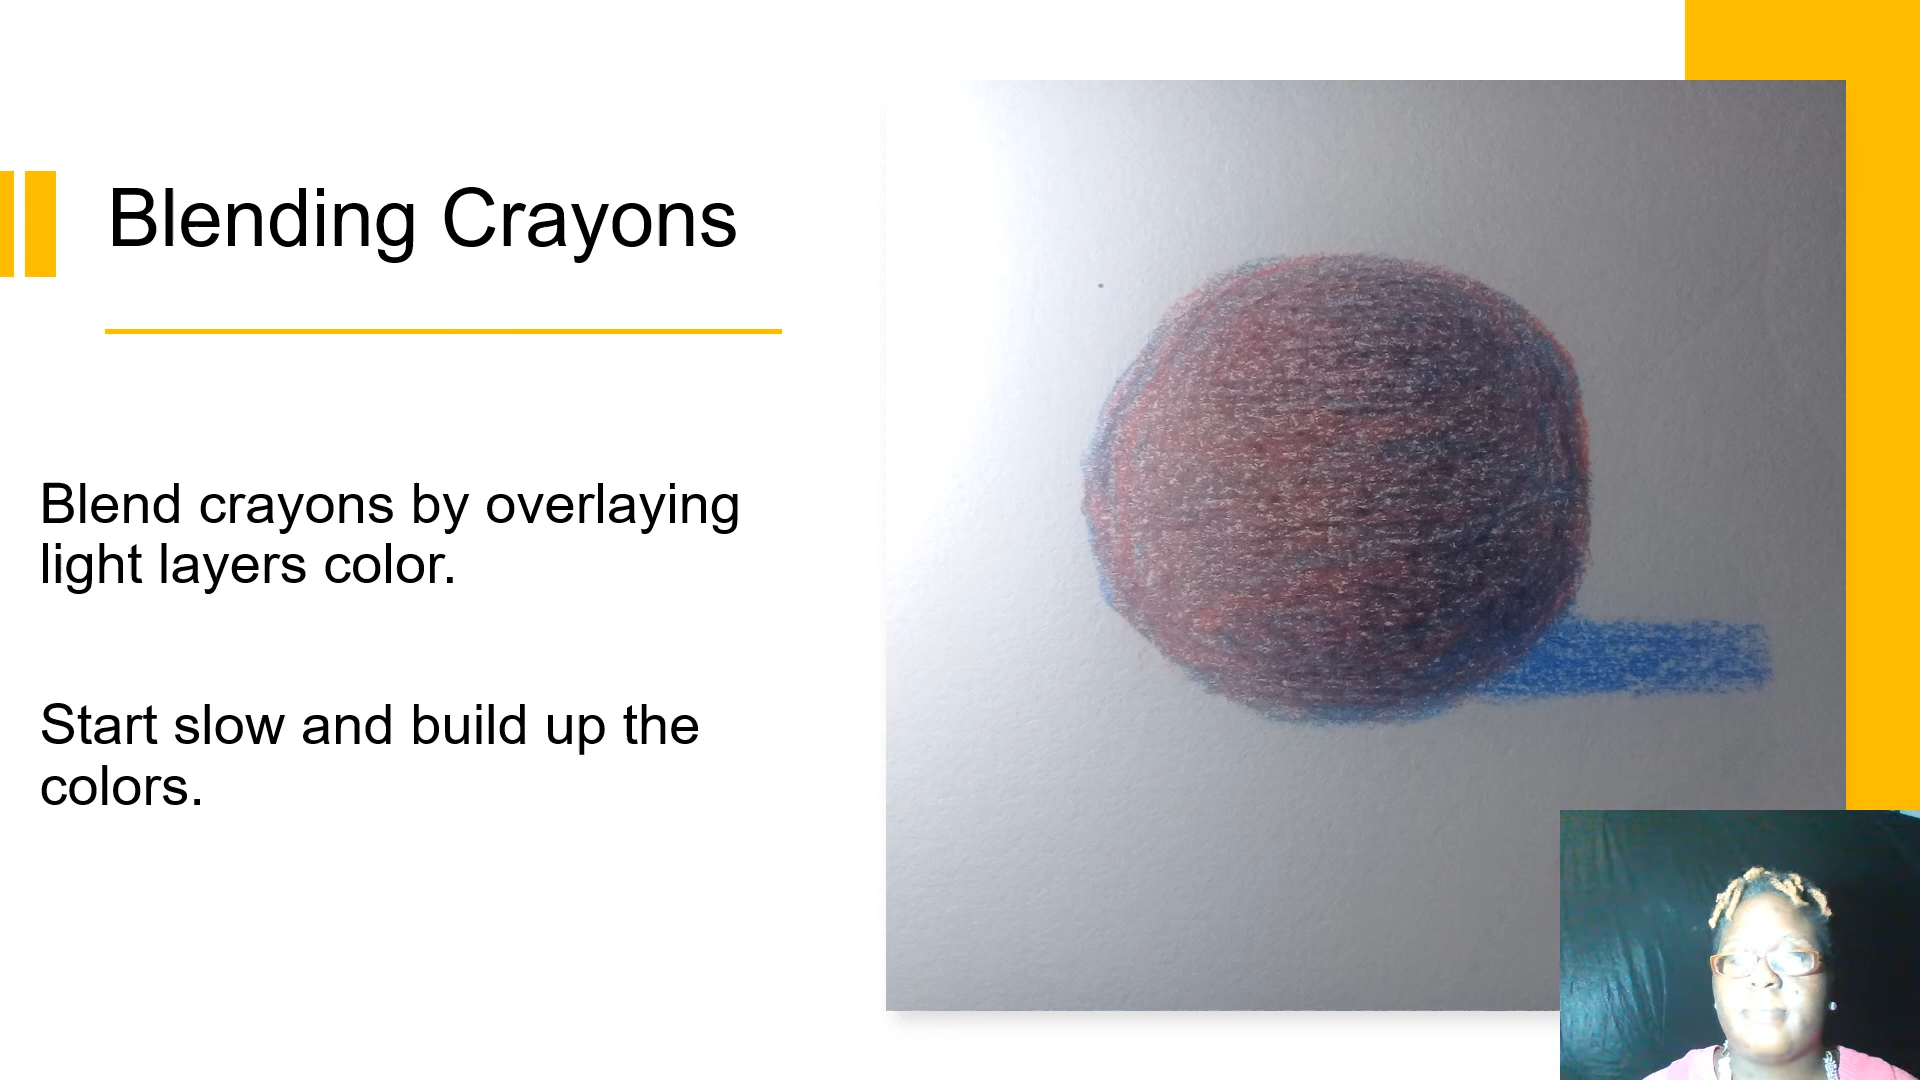 Blending Crayons
Blend crayons by overlaying
light layers color.
Start slow and build up the
colors.